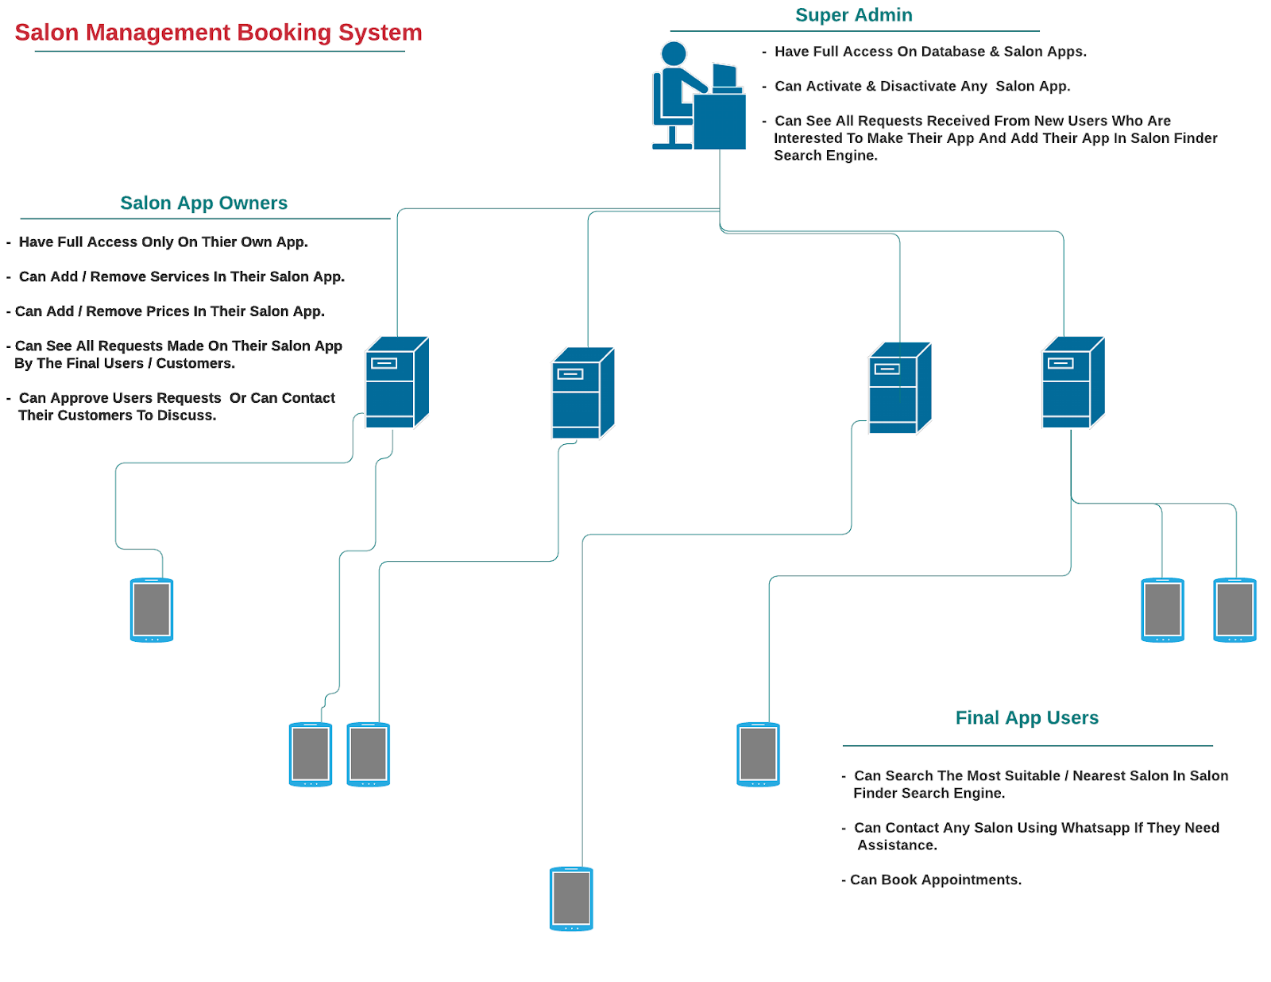 Salon Management Booking System
Super Admin
- Have Full Access On Database & Salon Apps.
- Can Activate & Disactivate Any Salon App.
- Can See All Requests Received From New Users Who Are
Interested To Make Their App And Add Their App In Salon Finder
Search Engine.
Salon App Owners
- Have Full Access Only On Thier Own App.
- Can Add / Remove Services In Their Salon App.
- Can Add / Remove Prices In Their Salon App.
- Can See All Requests Made On Their Salon App
By The Final Users / Customers.
- Can Approve Users Requests Or Can Contact
Their Customers To Discuss.
Final App Users
- Can Search The Most Suitable / Nearest Salon In Salon
Finder Search Engine.
- Can Contact Any Salon Using Whatsapp If They Need
Assistance.
- Can Book Appointments.